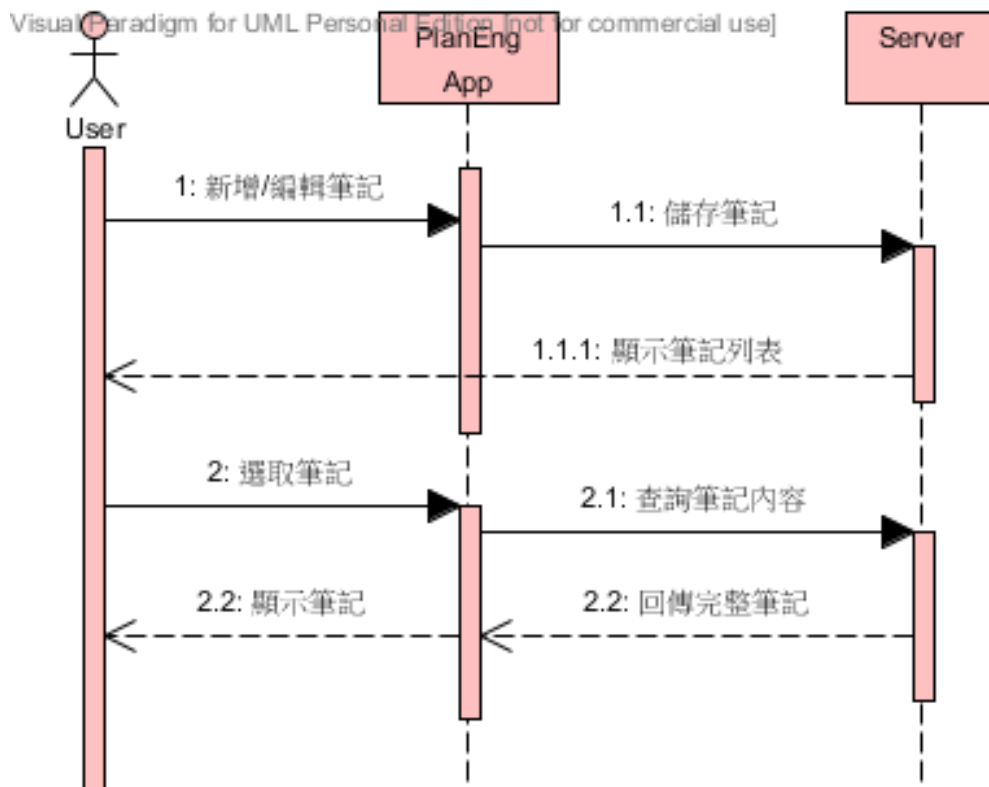 Visual Paradigm for UML Personal Edition [not for commercial use]
PlanEng
App
Server
User
1: 新增/編輯筆記
1.1: 儲存筆記
1.1.1: 顯示筆記列表
2: 選取筆記
2.1: 查詢筆記內容
2.2: 顯示筆記
2.2: 回傳完整筆記